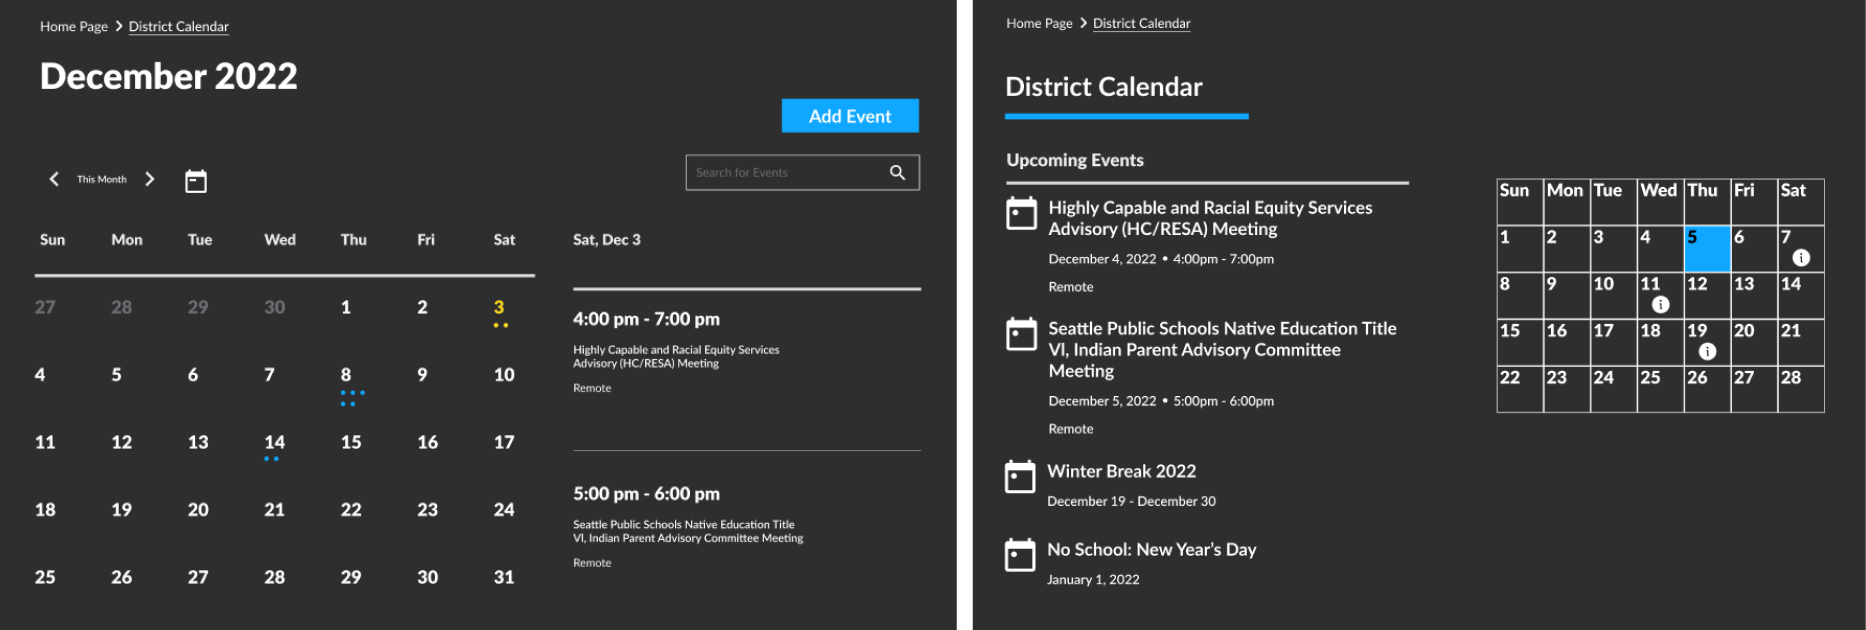 Home Page > District Calendar
December 2022
Add Event
This Month
Search for Events
Sun Mon Tue Wed Thu Fri Sat
27 28 29 30 1 2 3
4 5 6 7 8 9 10
11 12 13 14 15 16 17
18 19 20 21 22 23 24
25 26 27 28 29 30 31
Sat, Dec 3
4:00 pm - 7:00 pm
Highly Capable and Racial Equity Services
Advisory (HC/RESA) Meeting
Remote
5:00 pm - 6:00 pm
Seattle Public Schools Native Education Title
VI, Indian Parent Advisory Committee Meeting
Remote
Home Page > District Calendar
District Calendar
Upcoming Events
Highly Capable and Racial Equity Services
Advisory (HC/RESA) Meeting
December 4, 2022 • 4:00pm - 7:00pm
Remote
Seattle Public Schools Native Education Title
VI, Indian Parent Advisory Committee
Meeting
December 5, 2022 • 5:00pm - 6:00pm
Remote
Winter Break 2022
December 19 - December 30
No School: New Year's Day
January 1, 2022
Sun Mon Tue Wed Thu Fri Sat
1 2 3 4 5 6 7
8 9 10 11 12 13 14
15 16 17 18 19 20 21
22 23 24 25 26 27 28